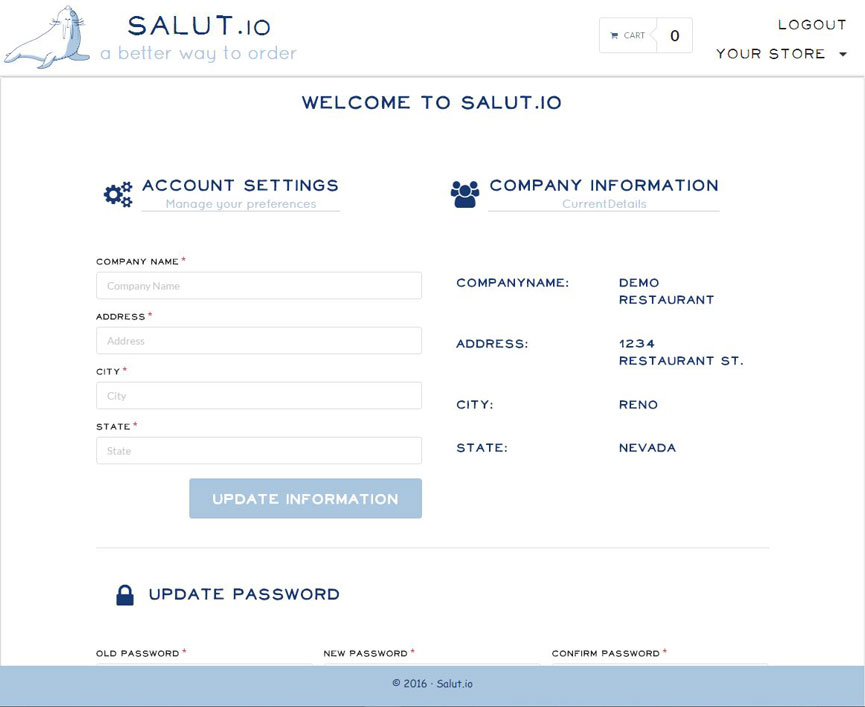 SALUT.IO
a better way to order
CART
0
LOGOUT
YOUR STORE
WELCOME TO SALUT.IO
ACCOUNT SETTINGS
Manage your preferences
COMPANY INFORMATION
CurrentDetails
COMPANY NAME *
Company Name
ADDRESS *
Address
CITY *
City
STATE *
State
UPDATE INFORMATION
COMPANYNAME: DEMO
RESTAURANT
ADDRESS: 1234
RESTAURANT ST.
CITY: RENO
STATE: NEVADA
UPDATE PASSWORD
OLD PASSWORD * NEW PASSWORD * CONFIRM PASSWORD *
© 2016 · Salut.io